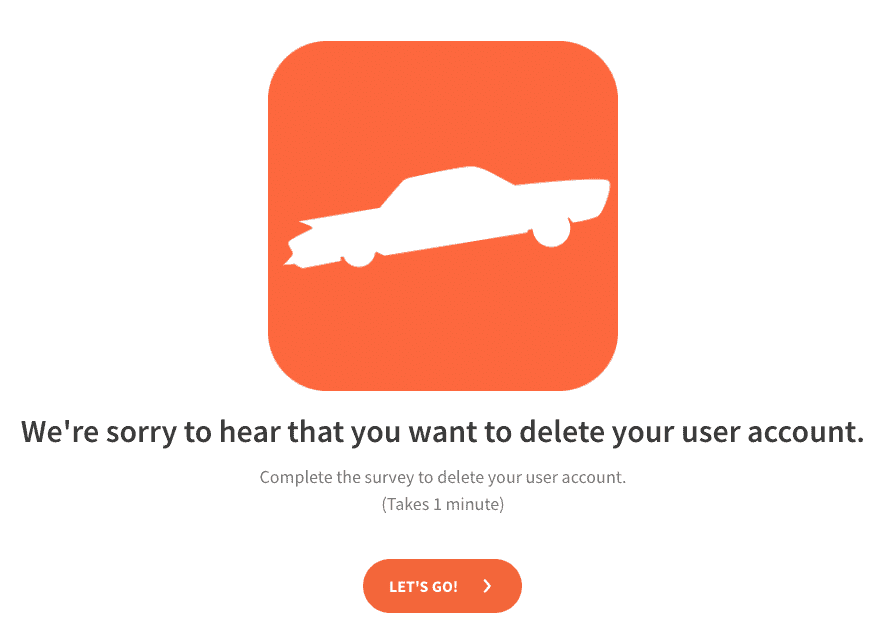 We're sorry to hear that you want to delete your user account.
Complete the survey to delete your user account.
(Takes 1 minute)
LET'S GO!